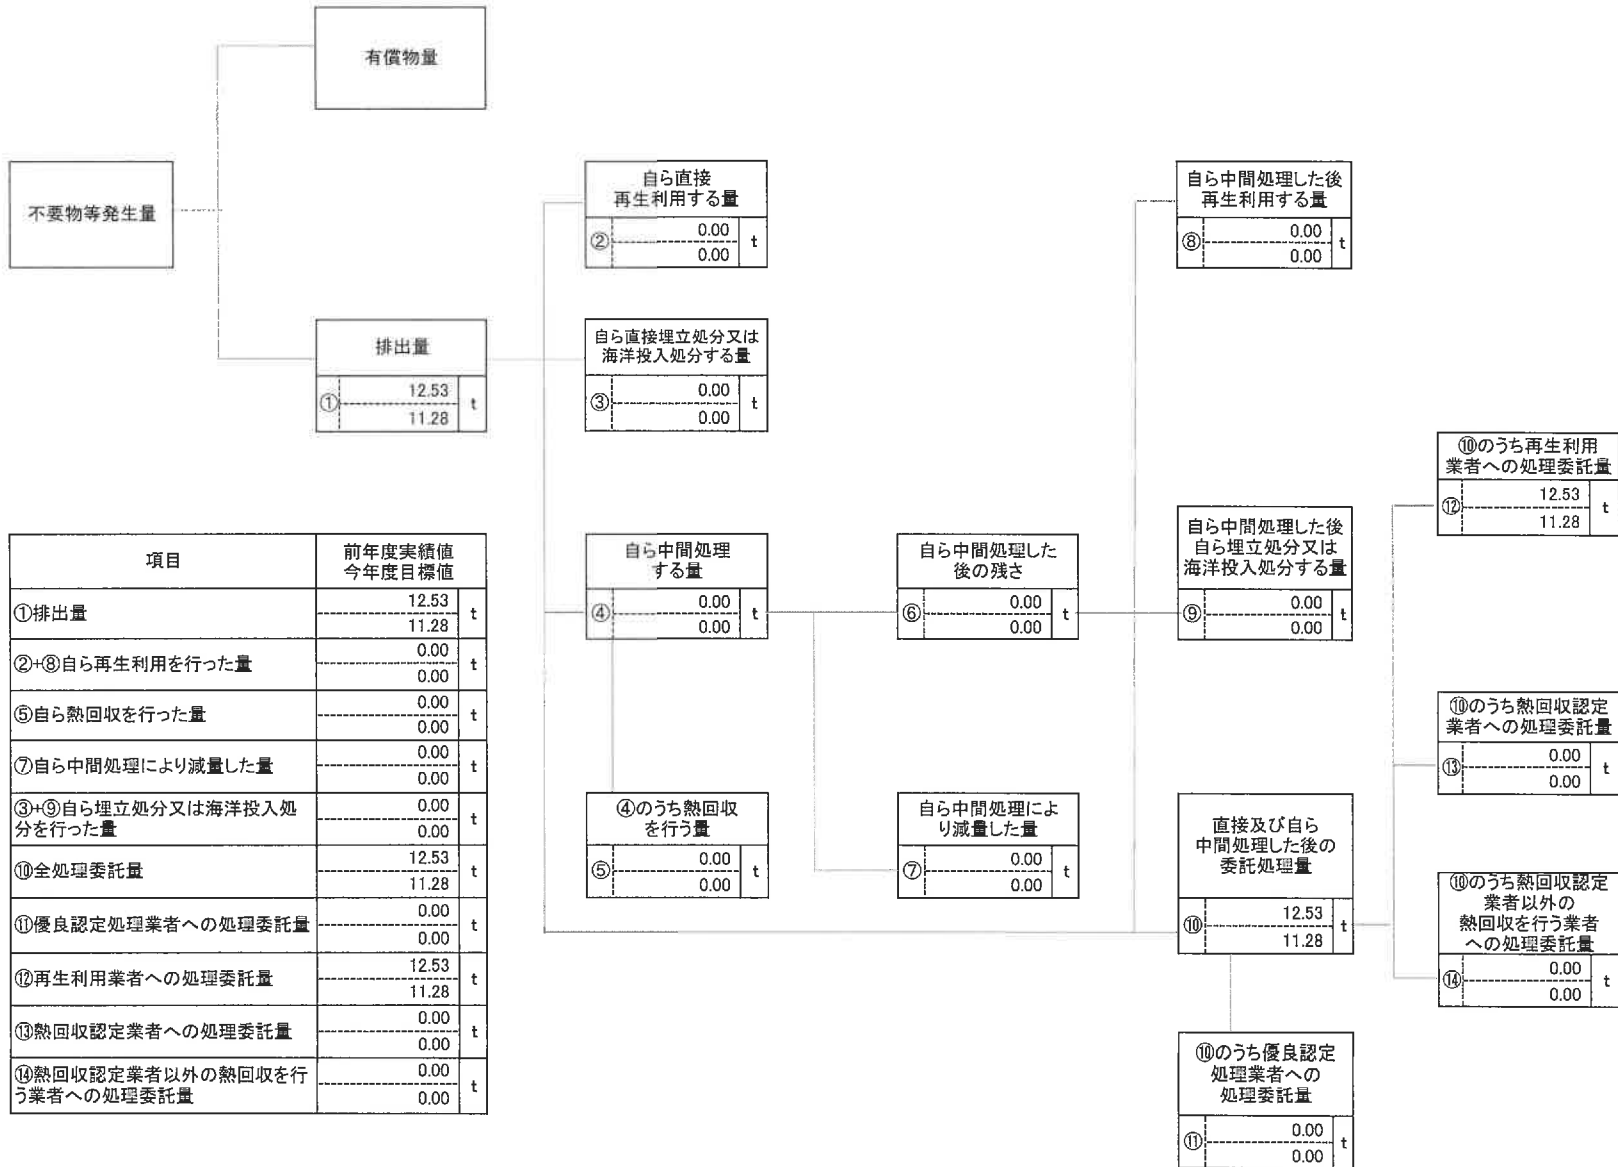 有償物量
不要物等発生量
排出量
①
12.53
11.28
t
自ら直接
再生利用する量
②
0.00
0.00
t
自ら直接埋立処分又は
海洋投入処分する量
③
0.00
0.00
t
自ら中間処理
する量
④
0.00
0.00
t
④のうち熱回収
を行う量
⑤
0.00
0.00
t
自ら中間処理した
後の残さ
⑥
0.00
0.00
t
自ら中間処理によ
り減量した量
⑦
0.00
0.00
t
自ら中間処理した後
再生利用する量
⑧
0.00
0.00
t
自ら中間処理した後
自ら埋立処分又は
海洋投入処分する量
⑨
0.00
0.00
t
直接及び自ら
中間処理した後の
委託処理量
⑩
12.53
11.28
t
⑩のうち優良認定
処理業者への
処理委託量
⑪
0.00
0.00
t
⑩のうち再生利用
業者への処理委託量
⑫
12.53
11.28
t
⑩のうち熱回収認定
業者への処理委託量
⑬
0.00
0.00
t
⑩のうち熱回収認定
業者以外の
熱回収を行う業者
への処理委託量
⑭
0.00
0.00
t
項目
前年度実績値
今年度目標値
①排出量
12.53
11.28
t
②+⑧自ら再生利用を行った量
0.00
0.00
t
⑤自ら熱回収を行った量
0.00
0.00
t
⑦自ら中間処理により減量した量
0.00
0.00
t
③+⑨自ら埋立処分又は海洋投入処
分を行った量
0.00
0.00
t
⑩全処理委託量
12.53
11.28
t
⑪優良認定処理業者への処理委託量
0.00
0.00
t
⑫再生利用業者への処理委託量
12.53
11.28
t
⑬熱回収認定業者への処理委託量
0.00
0.00
t
⑭熱回収認定業者以外の熱回収を行
う業者への処理委託量
0.00
0.00
t